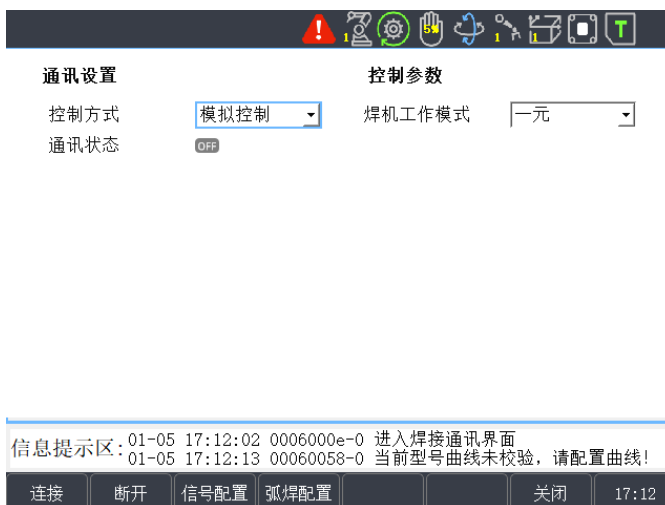 1 5% 1 1 T
通讯设置 控制参数
控制方式 模拟控制 焊机工作模式 一元
通讯状态 OFF
信息提示区: 01-05 17:12:02 0006000e-0 进入焊接通讯界面
01-05 17:12:13 00060058-0 当前型号曲线未校验, 请配置曲线!
连接 断开 信号配置 弧焊配置 关闭 17:12